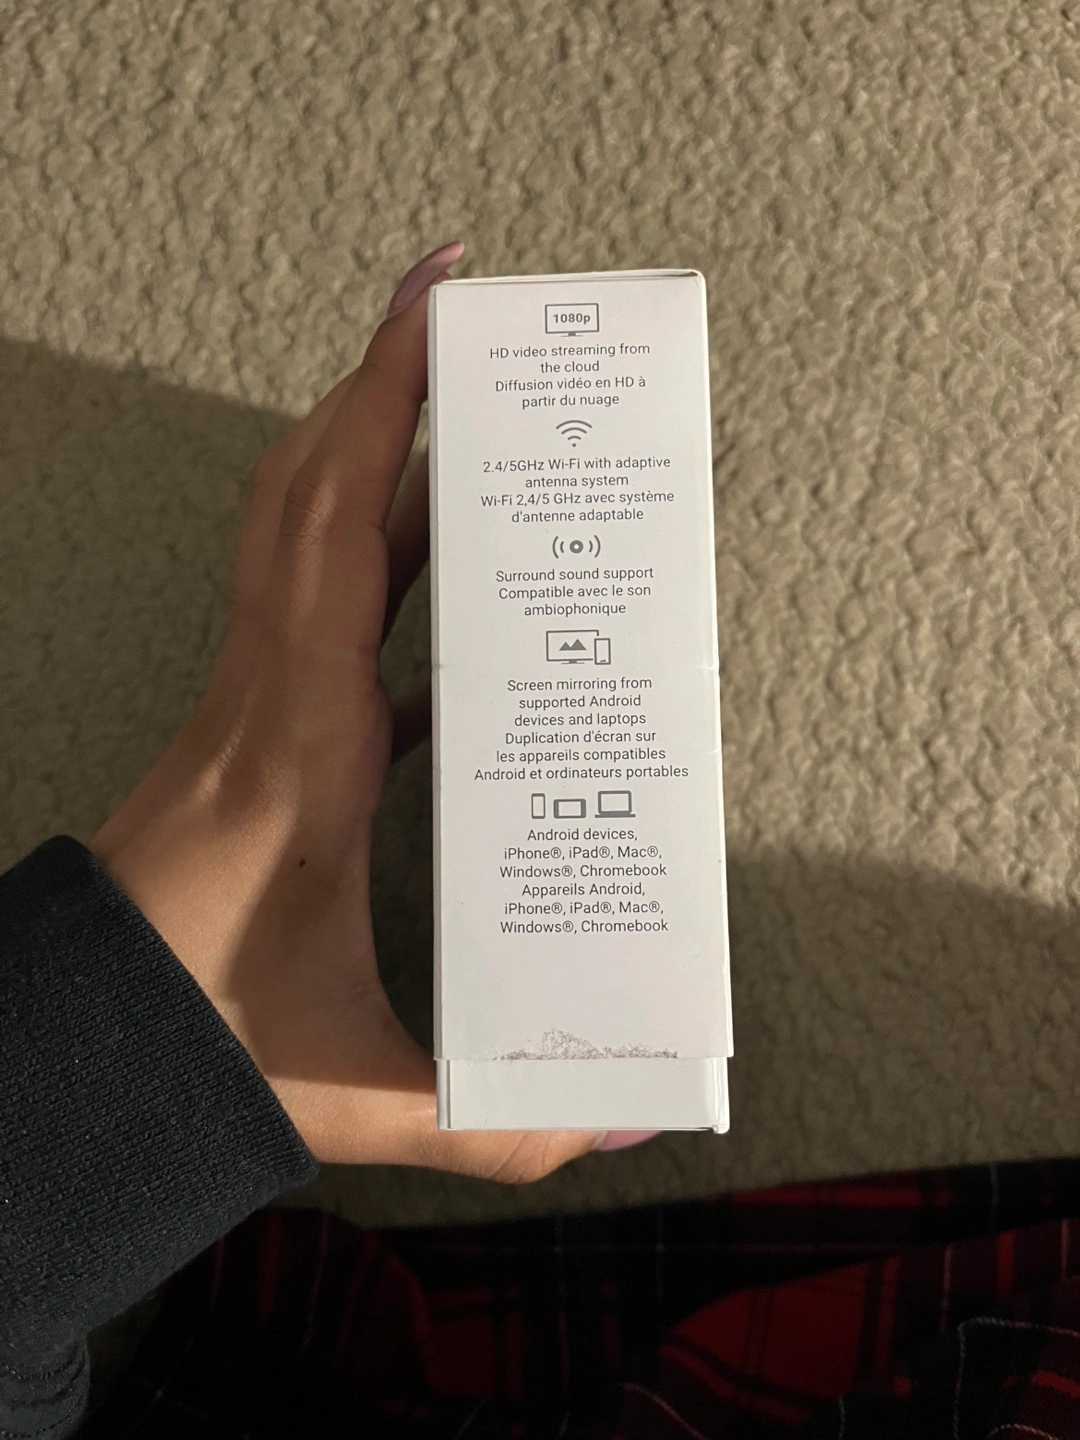 1080p
HD video streaming from
the cloud
Diffusion vidéo en HD à
partir du nuage
2.4/5GHz Wi-Fi with adaptive
antenna system
Wi-Fi 2,4/5 GHz avec système
d'antenne adaptable
Surround sound support
Compatible avec le son
ambiophonique
Screen mirroring from
supported Android
devices and laptops
Duplication d'écran sur
les appareils compatibles
Android et ordinateurs portables
Android devices,
iPhone®, iPad®, Mac®,
Windows®, Chromebook
Appareils Android,
iPhone®, iPad®, Mac®,
Windows®, Chromebook